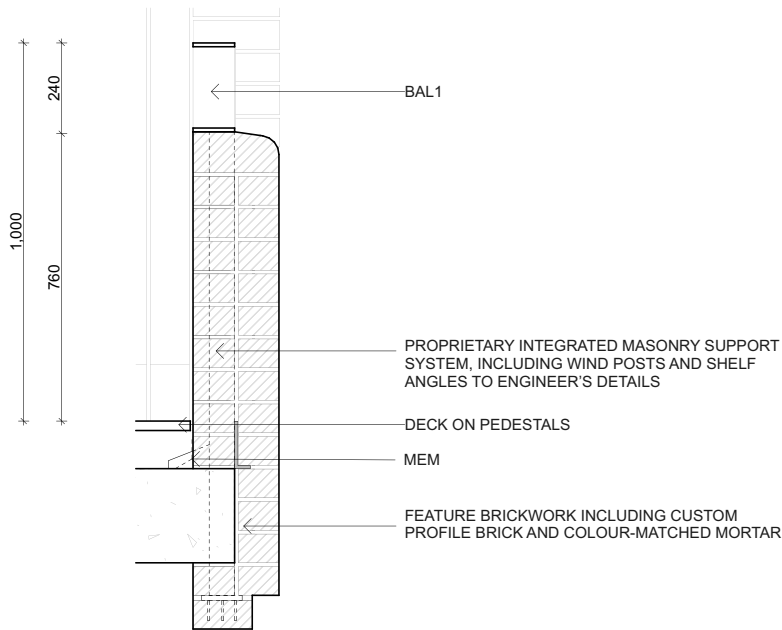 240
BAL1
1,000
760
PROPRIETARY INTEGRATED MASONRY SUPPORT
SYSTEM, INCLUDING WIND POSTS AND SHELF
ANGLES TO ENGINEER'S DETAILS
DECK ON PEDESTALS
MEM
FEATURE BRICKWORK INCLUDING CUSTOM
PROFILE BRICK AND COLOUR-MATCHED MORTAR